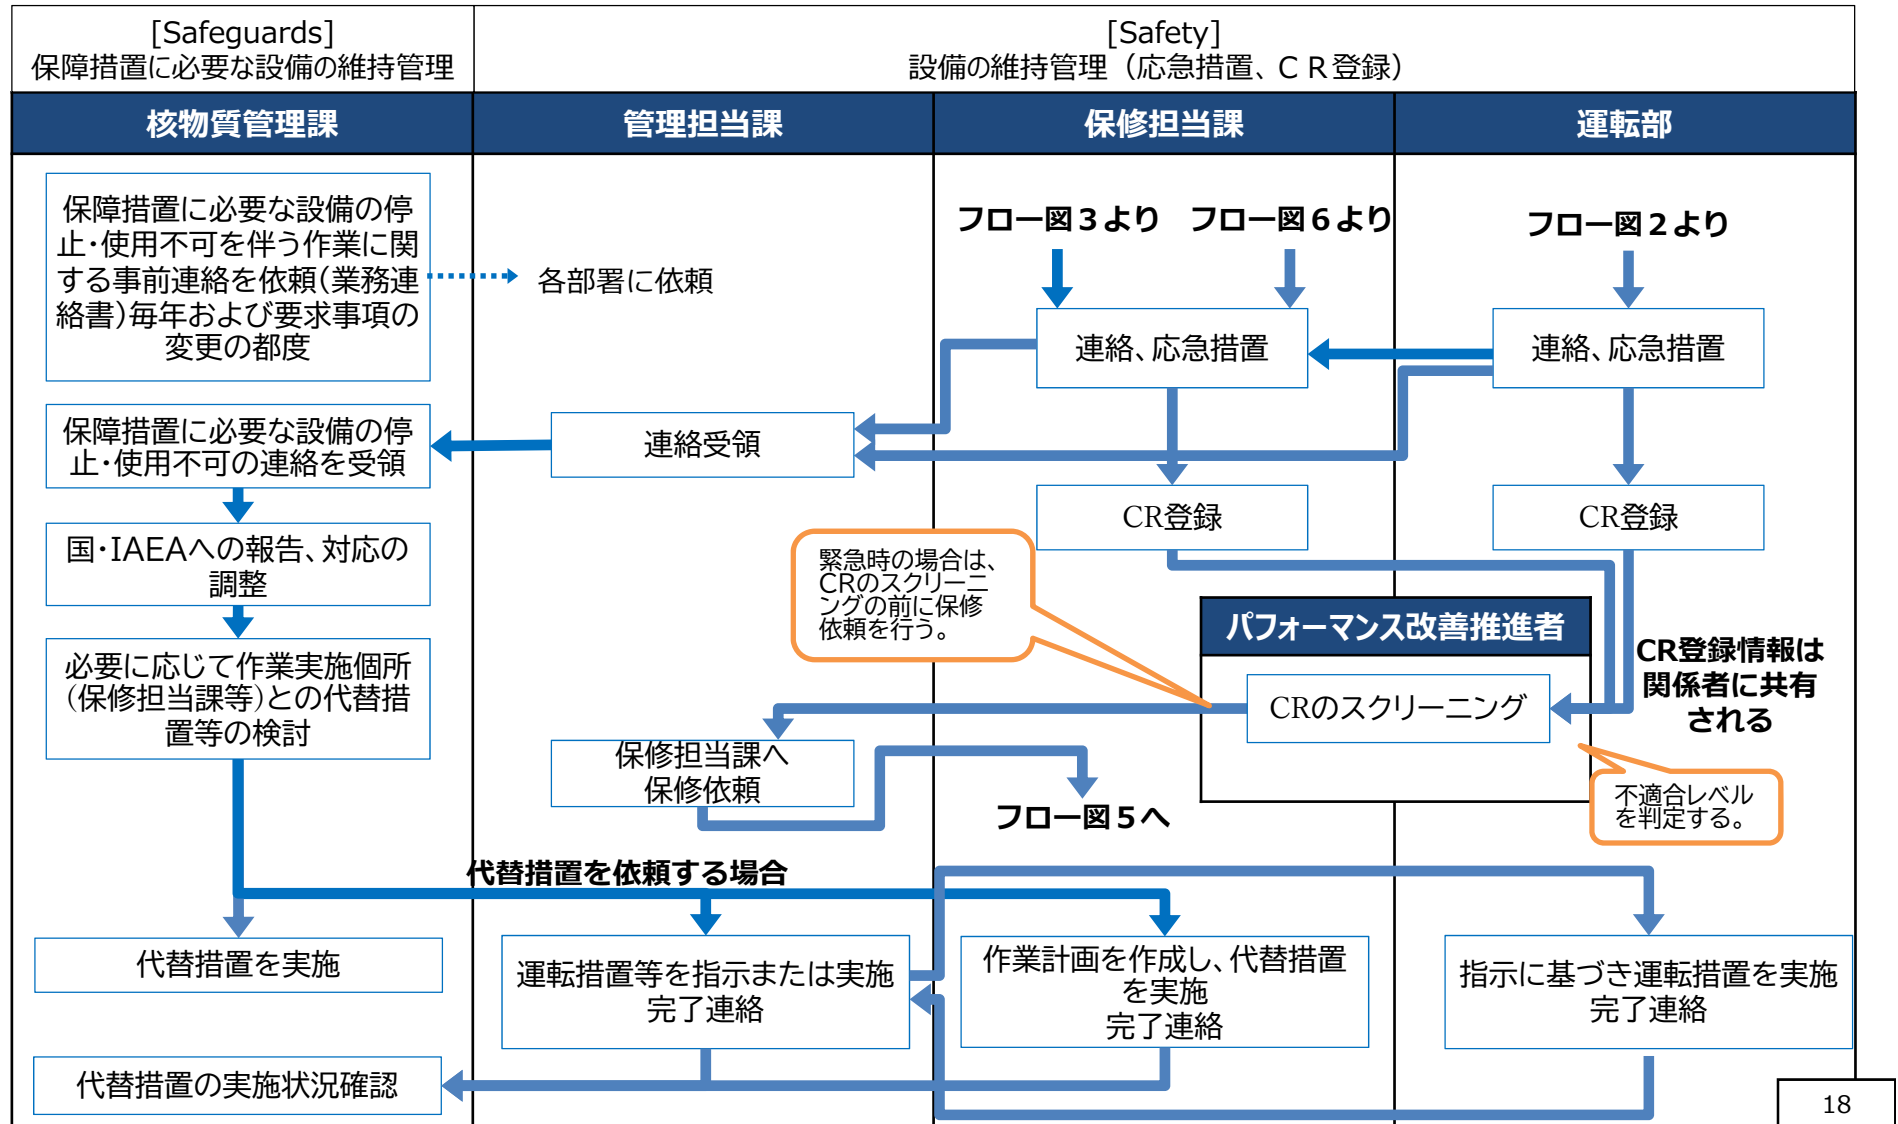 [Safeguards]
保障措置に必要な設備の維持管理
[Safety]
設備の維持管理（応急措置、ＣＲ登録）
核物質管理課
管理担当課
保修担当課
運転部
保障措置に必要な設備の停
止・使用不可を伴う作業に関
する事前連絡を依頼(業務連
絡書)毎年および要求事項の
変更の都度
各部署に依頼
フロー図３より
フロー図６より
フロー図２より
連絡、応急措置
連絡、応急措置
保障措置に必要な設備の停
止・使用不可の連絡を受領
連絡受領
CR登録
CR登録
国・IAEAへの報告、対応の
調整
緊急時の場合は、
CRのスクリーニ
ングの前に保修
依頼を行う。
パフォーマンス改善推進者
CRのスクリーニング
CR登録情報は
関係者に共有
される
必要に応じて作業実施個所
(保修担当課等)との代替措
置等の検討
保修担当課へ
保修依頼
フロー図５へ
不適合レベル
を判定する。
代替措置を依頼する場合
代替措置を実施
運転措置等を指示または実施
完了連絡
作業計画を作成し、代替措置
を実施
完了連絡
指示に基づき運転措置を実施
完了連絡
代替措置の実施状況確認
18